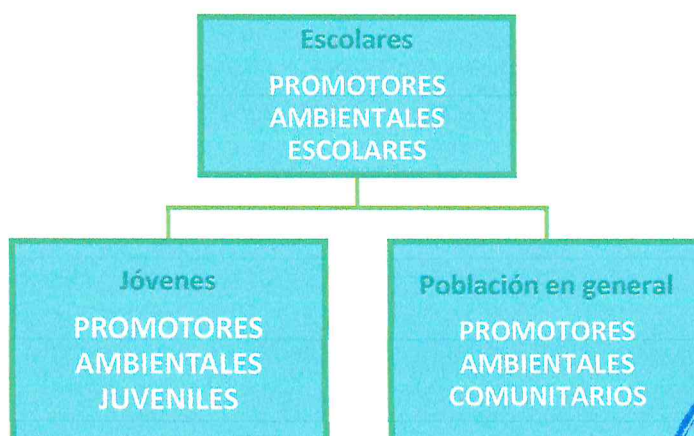 Escolares
PROMOTORES
AMBIENTALES
ESCOLARES
Jóvenes
PROMOTORES
AMBIENTALES
JUVENILES
Población en general
PROMOTORES
AMBIENTALES
COMUNITARIOS